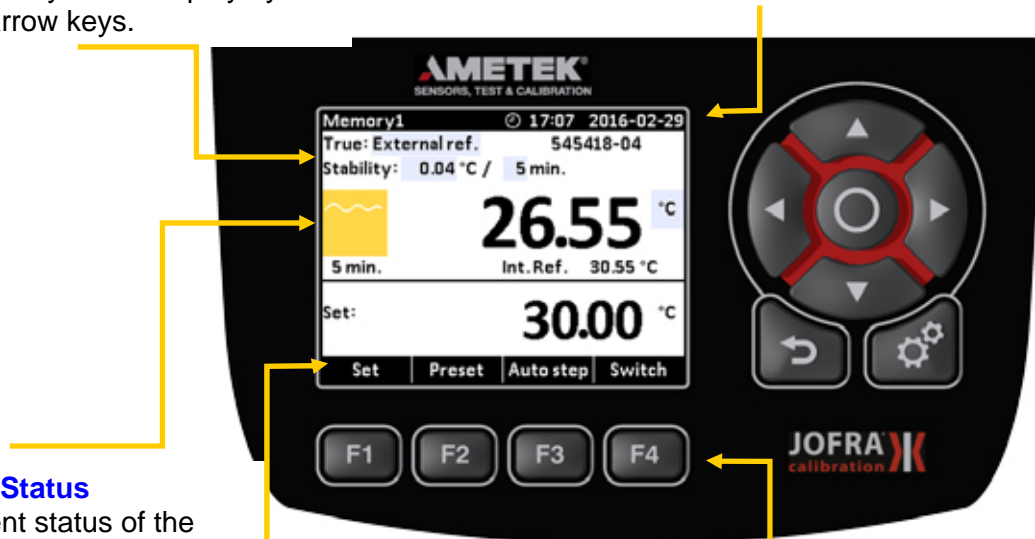 rrow keys.
AMETEK®
SENSORS, TEST & CALIBRATION
Memory1 17:07 2016-02-29
True: External ref. 545418-04
Stability: 0.04 °C / 5 min.
26.55 °C
5 min. Int.Ref. 30.55 °C
Set: 30.00 °C
Set Preset Auto step Switch
F1 F2 F3 F4
JOFRA
calibration
Status
ent status of the